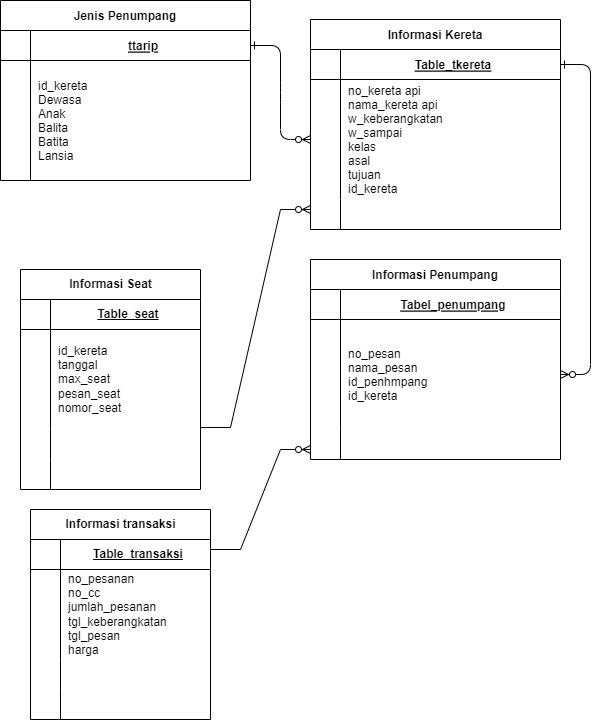 Jenis Penumpang
ttarip
id_kereta
Dewasa
Anak
Balita
Batita
Lansia
Informasi Kereta
Table_tkereta
no_kereta api
nama_kereta api
w_keberangkatan
w_sampai
kelas
asal
tujuan
id_kereta
Informasi Seat
Table_seat
id_kereta
tanggal
max_seat
pesan_seat
nomor_seat
Informasi Penumpang
Tabel_penumpang
no_pesan
nama_pesan
id_penhmpang
id_kereta
Informasi transaksi
Table_transaksi
no_pesanan
no_cc
jumlah_pesanan
tgl_keberangkatan
tgl_pesan
harga